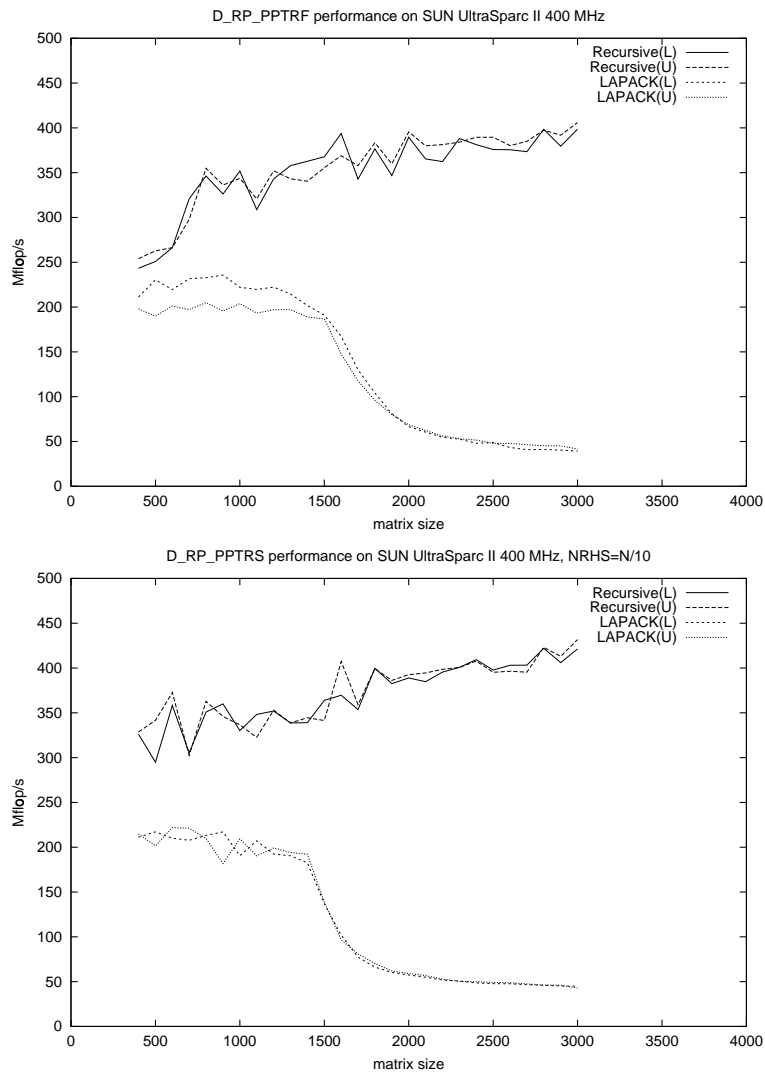 D_RP_PPTRF performance on SUN UltraSparc II 400 MHz
500
450
400
350
300
250
200
150
100
50
0
Mflop/s
Recursive(L)
Recursive(U)
LAPACK(L)
LAPACK(U)
0 500 1000 1500 2000 2500 3000 3500 4000
matrix size
D_RP_PPTRS performance on SUN UltraSparc II 400 MHz, NRHS=N/10
500
450
400
350
300
250
200
150
100
50
0
Mflop/s
Recursive(L)
Recursive(U)
LAPACK(L)
LAPACK(U)
0 500 1000 1500 2000 2500 3000 3500 4000
matrix size